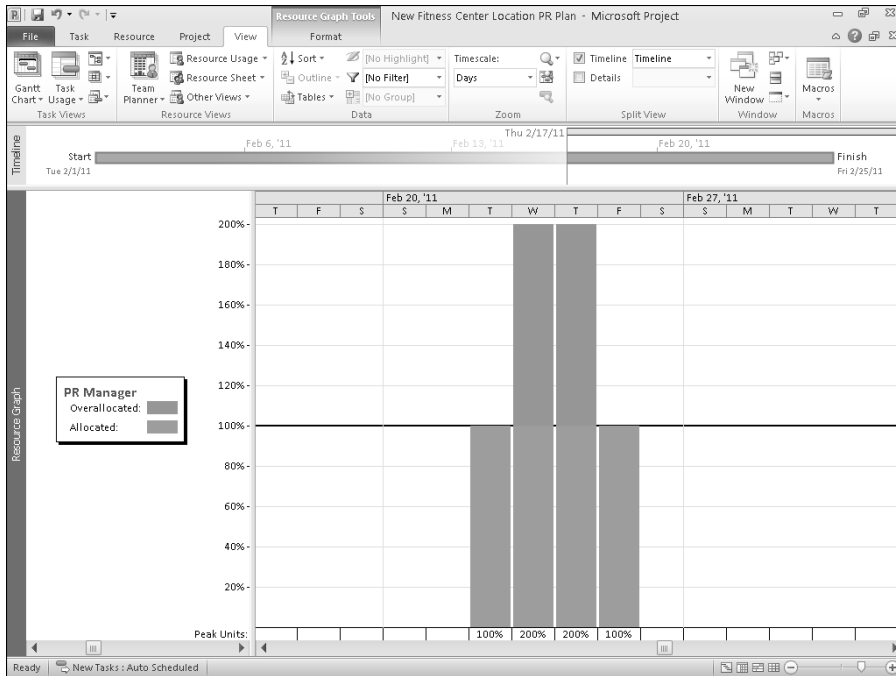 Resource Graph Tools New Fitness Center Location PR Plan - Microsoft Project
File Task Resource Project View Format
Gantt Chart Task Usage
Task Views
Team Planner Resource Usage Resource Sheet Other Views
Resource Views
Sort Outline Tables [No Highlight] [No Filter] [No Group]
Data
Timescale: Days
Zoom
Timeline Timeline
Details
Split View
New Window
Window
Macros
Macros
Timeline
Thu 2/17/11
Feb 6, '11 Feb 13, '11 Feb 20, '11
Start Finish
Tue 2/1/11 Fri 2/25/11
Resource Graph
Feb 20, '11 Feb 27, '11
T F S S M T W T F S S M T W T
200%
180%
160%
140%
120%
100%
80%
60%
40%
20%
PR Manager
Overallocated:
Allocated:
Peak Units: 100% 200% 200% 100%
Ready New Tasks : Auto Scheduled